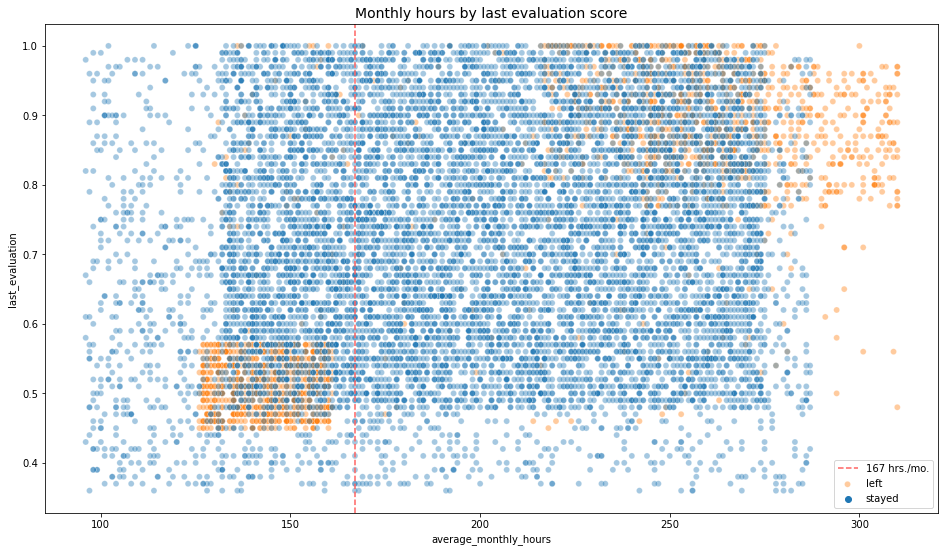 Monthly hours by last evaluation score
1.0
0.9
0.8
0.7
0.6
0.5
0.4
last_evaluation
167 hrs./mo.
left
stayed
100
150
200
250
300
average_monthly_hours